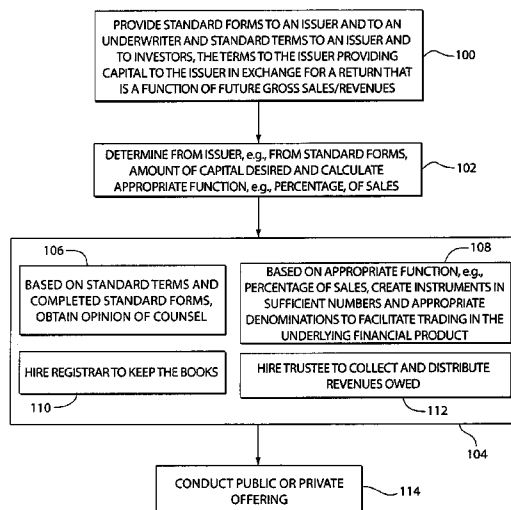 PROVIDE STANDARD FORMS TO AN ISSUER AND TO AN
UNDERWRITER AND STANDARD TERMS TO AN ISSUER AND
TO INVESTORS, THE TERMS TO THE ISSUER PROVIDING
CAPITAL TO THE ISSUER IN EXCHANGE FOR A RETURN THAT
IS A FUNCTION OF FUTURE GROSS SALES/REVENUES
100
DETERMINE FROM ISSUER, e.g., FROM STANDARD FORMS,
AMOUNT OF CAPITAL DESIRED AND CALCULATE
APPROPRIATE FUNCTION, e.g., PERCENTAGE, OF SALES
102
106
BASED ON STANDARD TERMS AND
COMPLETED STANDARD FORMS,
OBTAIN OPINION OF COUNSEL
108
BASED ON APPROPRIATE FUNCTION, e.g.,
PERCENTAGE OF SALES, CREATE INSTRUMENTS IN
SUFFICIENT NUMBERS AND APPROPRIATE
DENOMINATIONS TO FACILITATE TRADING IN THE
UNDERLYING FINANCIAL PRODUCT
HIRE REGISTRAR TO KEEP THE BOOKS
110
HIRE TRUSTEE TO COLLECT AND DISTRIBUTE
REVENUES OWED
112
104
CONDUCT PUBLIC OR PRIVATE
OFFERING
114